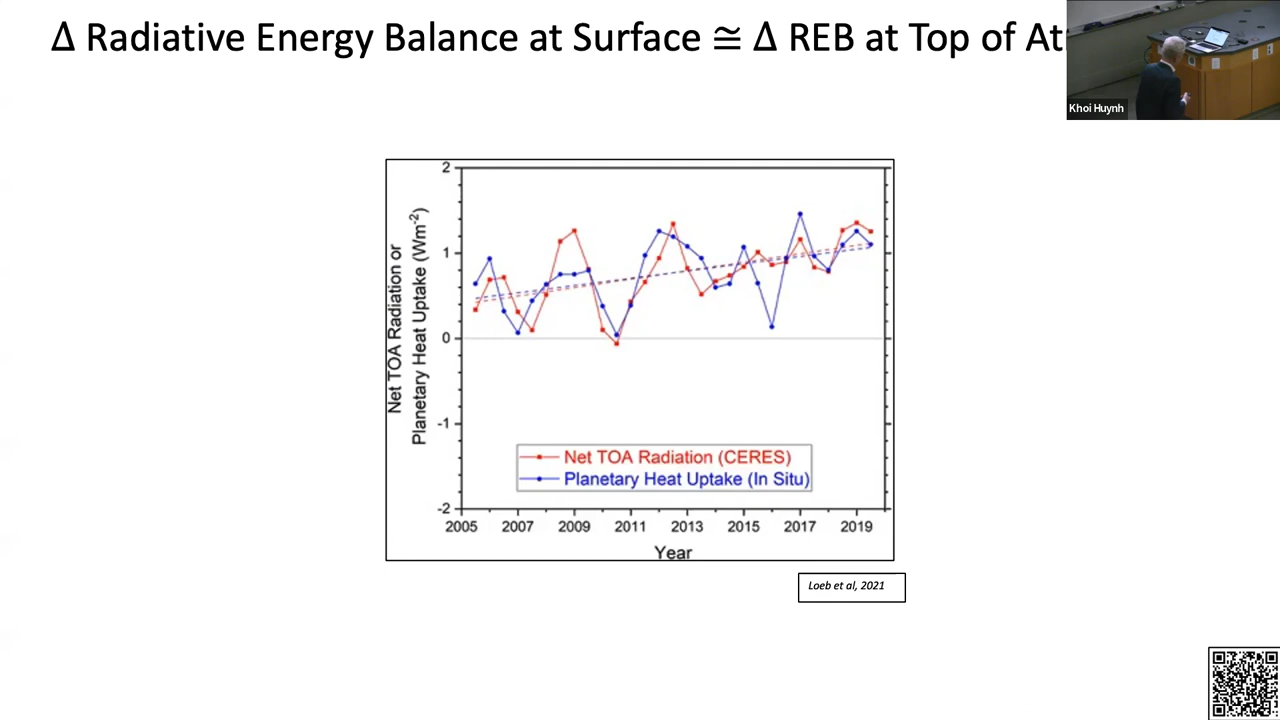 Δ Radiative Energy Balance at Surface ≅ Δ REB at Top of At
Khoi Huynh
Net TOA Radiation or
Planetary Heat Uptake (Wm-2)
2
1
0
-1
-2
Net TOA Radiation (CERES)
Planetary Heat Uptake (In Situ)
2005 2007 2009 2011 2013 2015 2017 2019
Year
Loeb et al, 2021